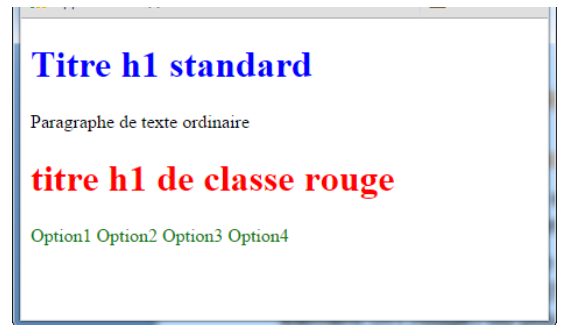 Titre h1 standard
Paragraphe de texte ordinaire
titre h1 de classe rouge
Option1 Option2 Option3 Option4